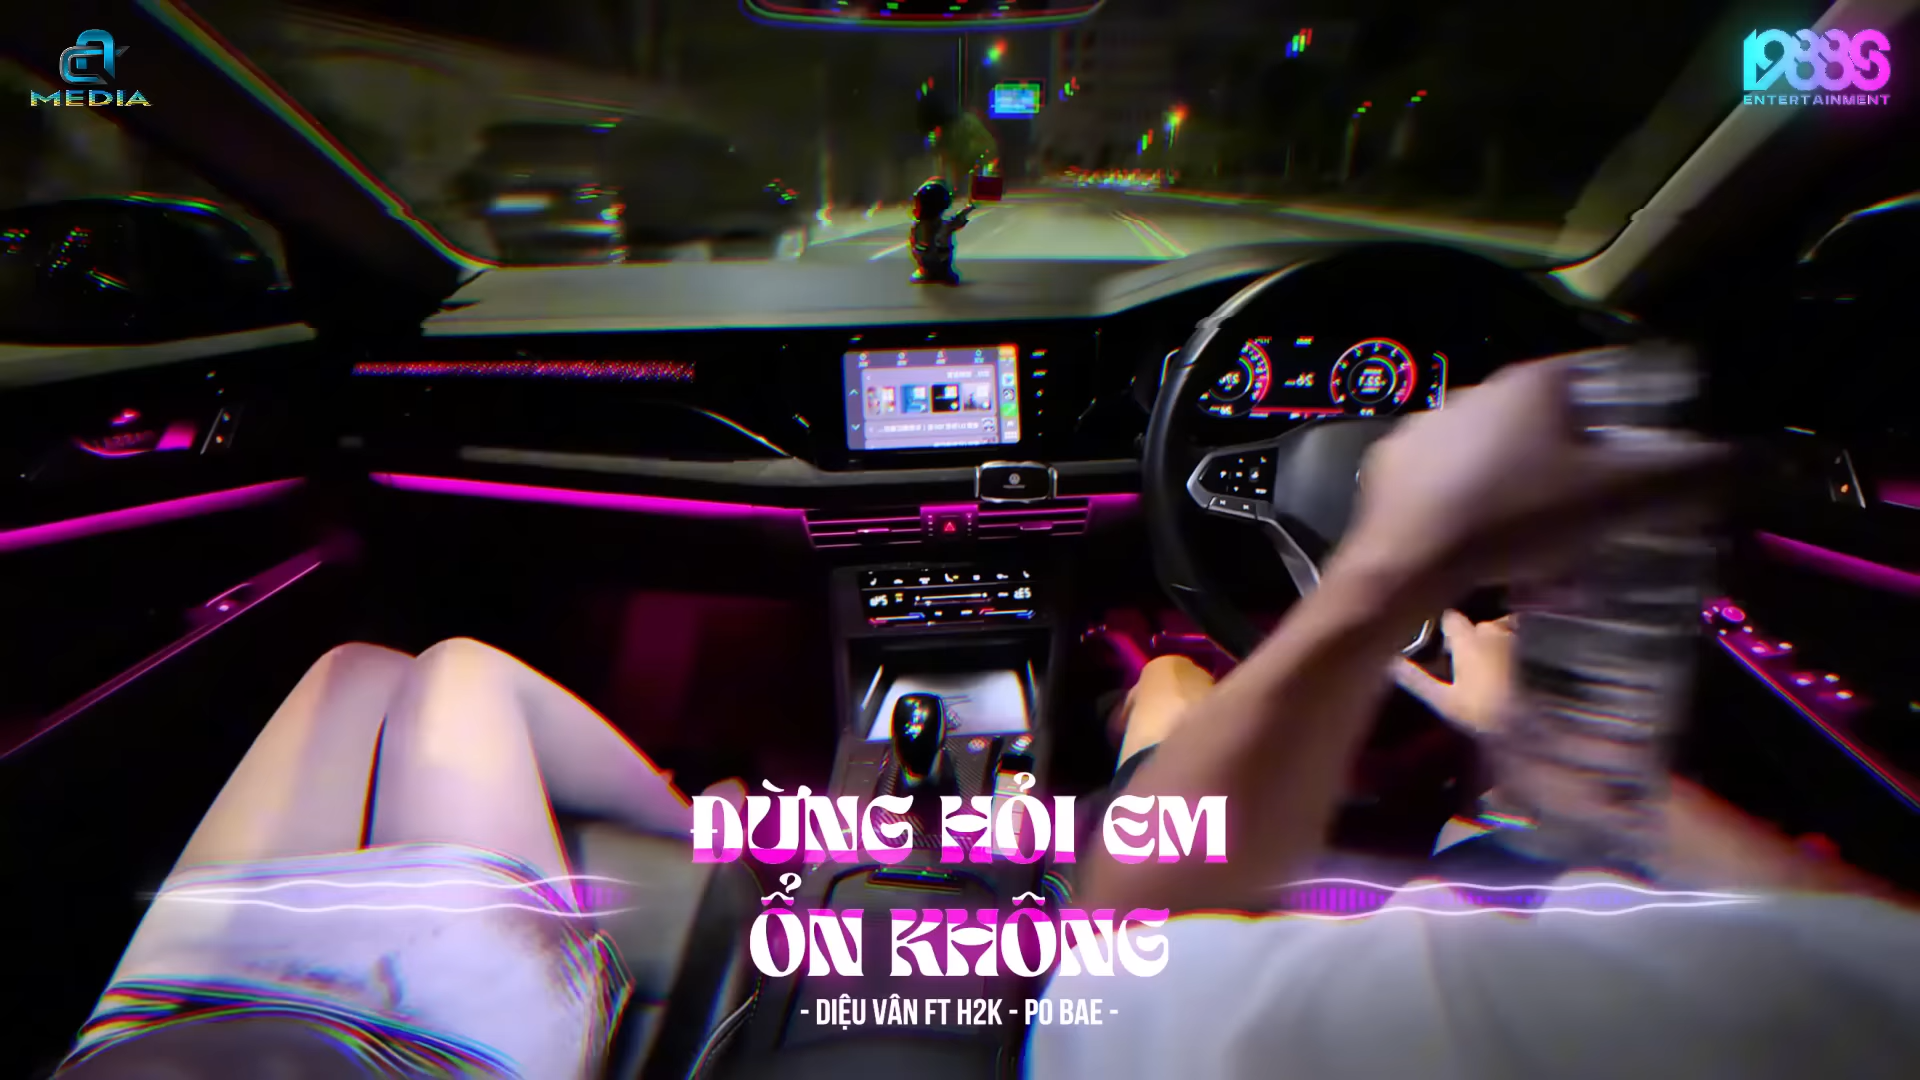 MEDIA
1988S
ENTERTAINMENT
ĐỪNG HỎI EM
ỔN KHÔNG
- DIỆU VÂN FT H2K - PO BAE -